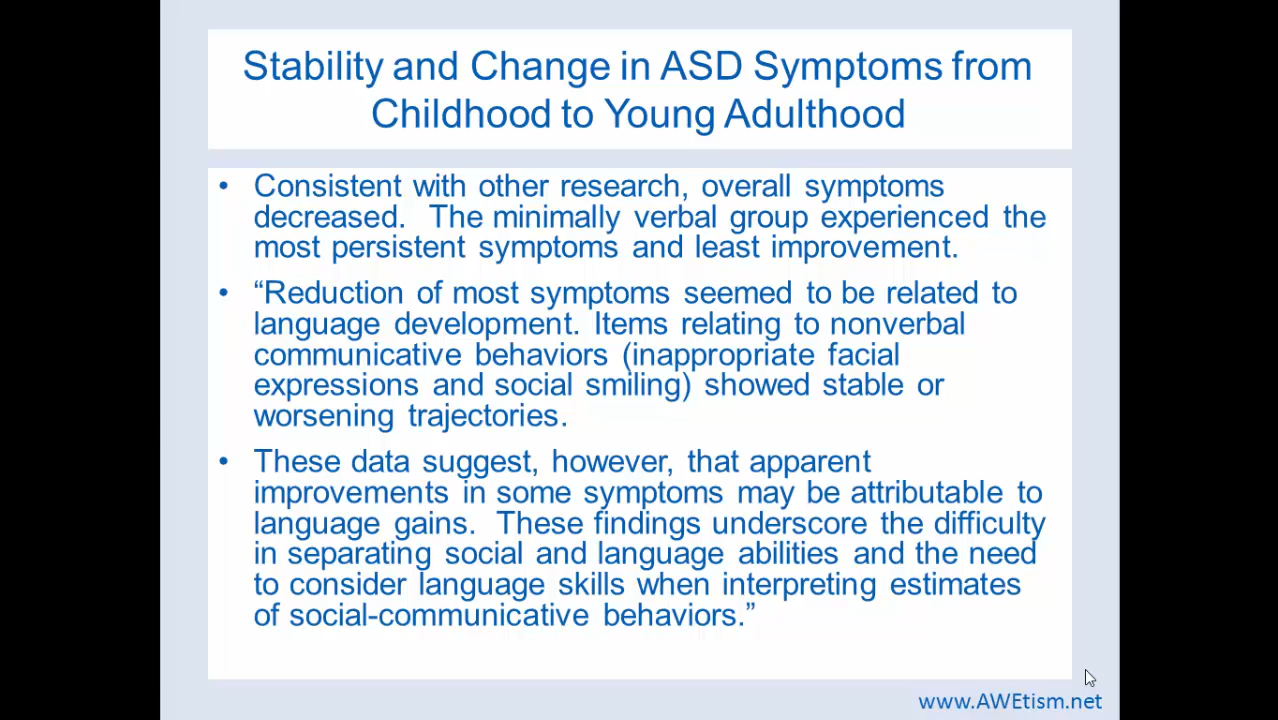 Stability and Change in ASD Symptoms from
Childhood to Young Adulthood
• Consistent with other research, overall symptoms
decreased. The minimally verbal group experienced the
most persistent symptoms and least improvement.
• “Reduction of most symptoms seemed to be related to
language development. Items relating to nonverbal
communicative behaviors (inappropriate facial
expressions and social smiling) showed stable or
worsening trajectories.
• These data suggest, however, that apparent
improvements in some symptoms may be attributable to
language gains. These findings underscore the difficulty
in separating social and language abilities and the need
to consider language skills when interpreting estimates
of social-communicative behaviors.”
www.AWEtism.net